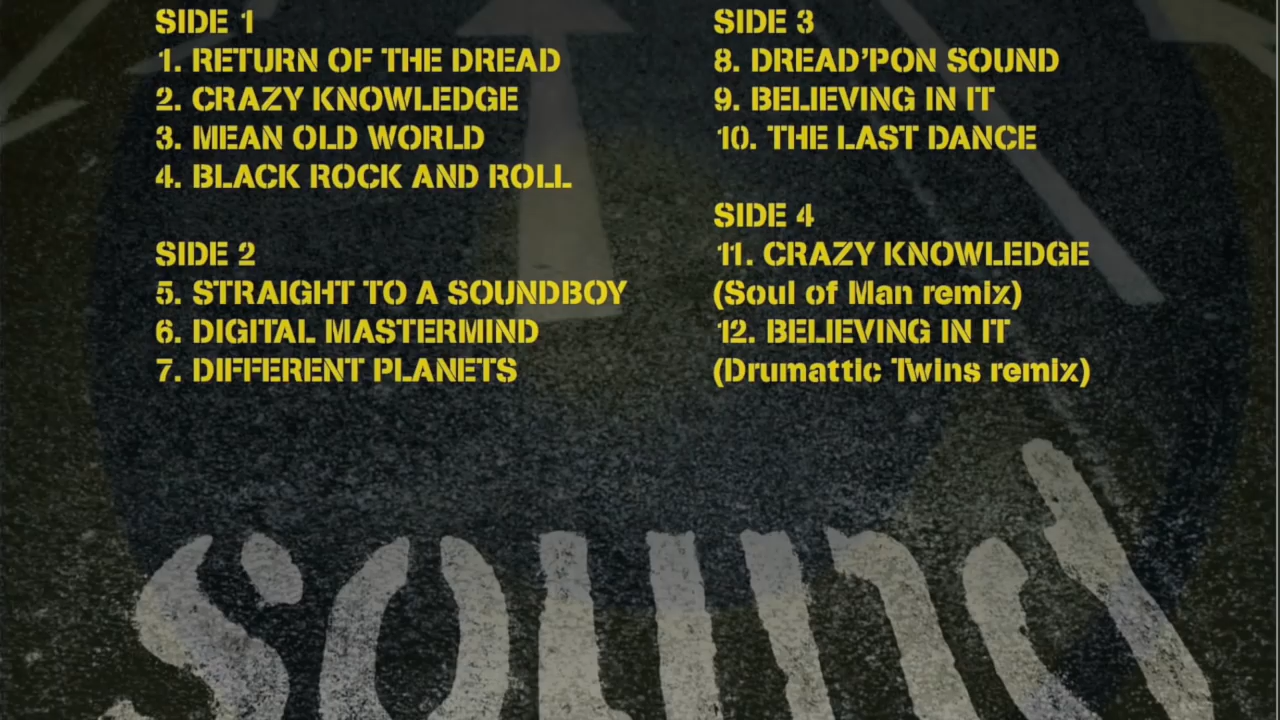 SIDE 1
1. RETURN OF THE DREAD
2. CRAZY KNOWLEDGE
3. MEAN OLD WORLD
4. BLACK ROCK AND ROLL
SIDE 2
5. STRAIGHT TO A SOUNDBOY
6. DIGITAL MASTERMIND
7. DIFFERENT PLANETS
SIDE 3
8. DREAD'PON SOUND
9. BELIEVING IN IT
10. THE LAST DANCE
SIDE 4
11. CRAZY KNOWLEDGE
(Soul of Man remix)
12. BELIEVING IN IT
(Drumattic Twins remix)
sound